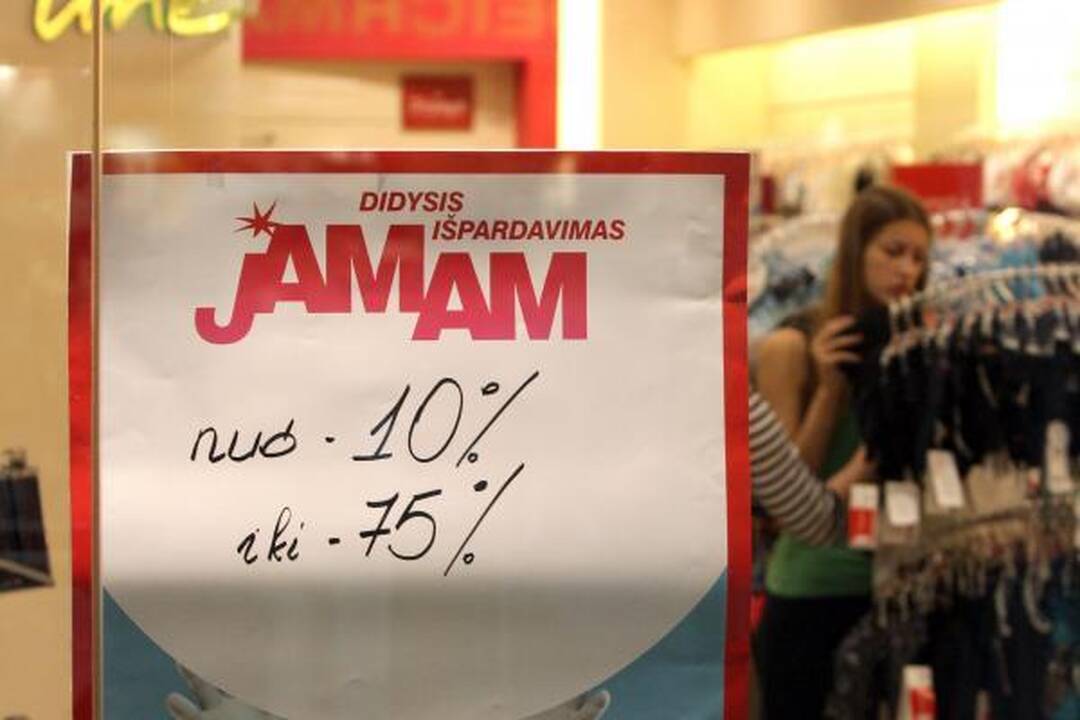 DIDYSIS
IŠPARDAVIMAS
JAMAM
nuo - 10%
iki - 75%